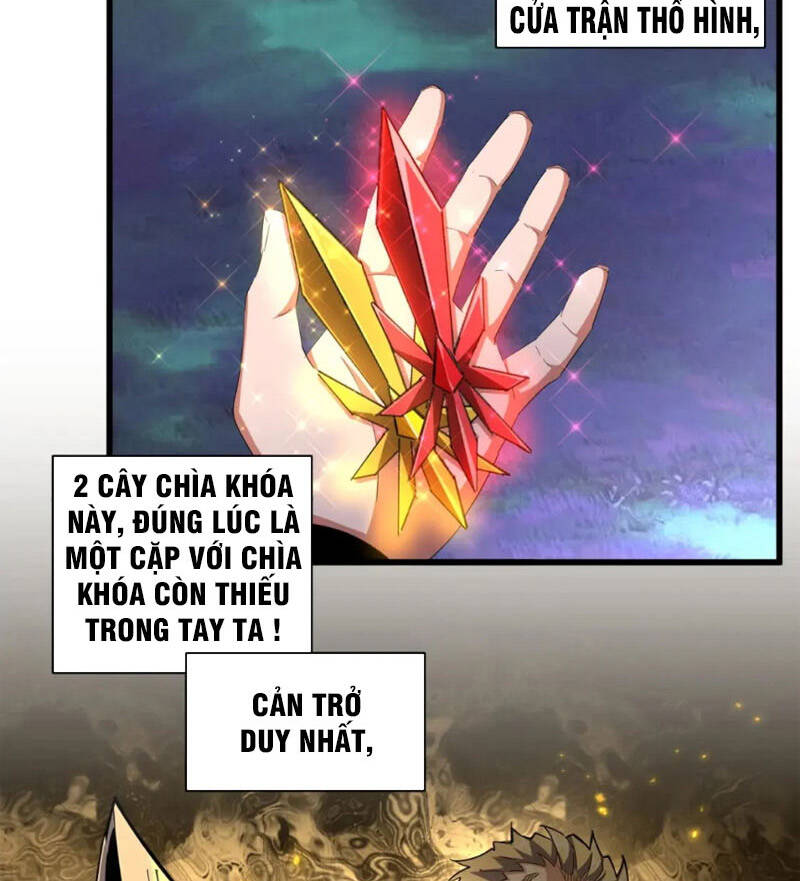 CỬA TRẬN THỔ HÌNH,
2 CÂY CHÌA KHÓA
NÀY, ĐÚNG LÚC LÀ
MỘT CẶP VỚI CHÌA
KHÓA CÒN THIẾU
TRONG TAY TA !
CẢN TRỞ
DUY NHẤT,